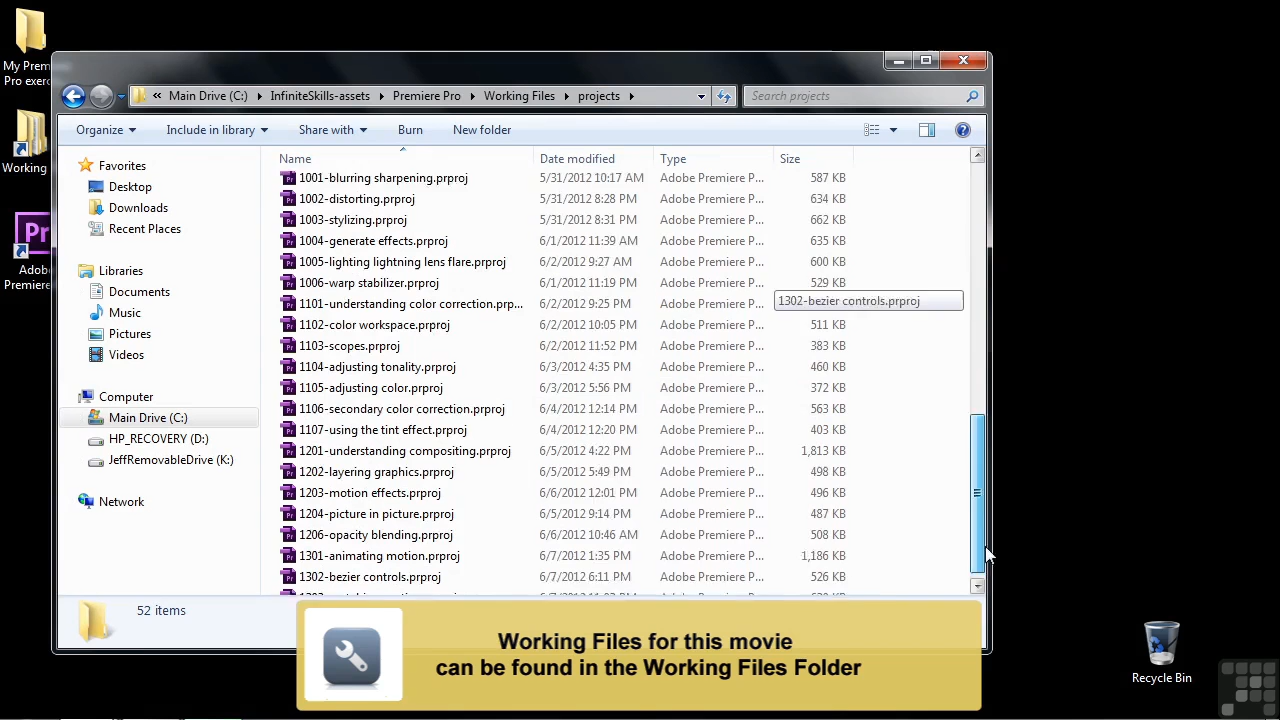 My Prem
Pro exerc
Working
Adobe
Premiere
Main Drive (C:) InfiniteSkills-assets Premiere Pro Working Files projects
Search projects
Organize Include in library Share with Burn New folder
Favorites
Desktop
Downloads
Recent Places
Libraries
Documents
Music
Pictures
Videos
Computer
Main Drive (C:)
HP_RECOVERY (D:)
JeffRemovableDrive (K:)
Network
Name Date modified Type Size
1001-blurring sharpening.prproj 5/31/2012 10:17 AM Adobe Premiere P... 587 KB
1002-distorting.prproj 5/31/2012 8:28 PM Adobe Premiere P... 634 KB
1003-stylizing.prproj 5/31/2012 8:31 PM Adobe Premiere P... 662 KB
1004-generate effects.prproj 6/1/2012 11:39 AM Adobe Premiere P... 635 KB
1005-lighting lightning lens flare.prproj 6/2/2012 9:27 AM Adobe Premiere P... 600 KB
1006-warp stabilizer.prproj 6/1/2012 11:19 PM Adobe Premiere P... 529 KB
1101-understanding color correction.prp... 6/2/2012 9:25 PM Adobe Premiere P...
1302-bezier controls.prproj
1102-color workspace.prproj 6/2/2012 10:05 PM Adobe Premiere P... 511 KB
1103-scopes.prproj 6/2/2012 11:52 PM Adobe Premiere P... 383 KB
1104-adjusting tonality.prproj 6/3/2012 4:35 PM Adobe Premiere P... 460 KB
1105-adjusting color.prproj 6/3/2012 5:56 PM Adobe Premiere P... 372 KB
1106-secondary color correction.prproj 6/4/2012 12:14 PM Adobe Premiere P... 563 KB
1107-using the tint effect.prproj 6/4/2012 12:20 PM Adobe Premiere P... 403 KB
1201-understanding compositing.prproj 6/5/2012 4:22 PM Adobe Premiere P... 1,813 KB
1202-layering graphics.prproj 6/5/2012 5:49 PM Adobe Premiere P... 498 KB
1203-motion effects.prproj 6/6/2012 12:01 PM Adobe Premiere P... 496 KB
1204-picture in picture.prproj 6/5/2012 9:14 PM Adobe Premiere P... 487 KB
1206-opacity blending.prproj 6/6/2012 10:46 AM Adobe Premiere P... 508 KB
1301-animating motion.prproj 6/7/2012 1:35 PM Adobe Premiere P... 1,186 KB
1302-bezier controls.prproj 6/7/2012 6:11 PM Adobe Premiere P... 526 KB
52 items
Working Files for this movie
can be found in the Working Files Folder
Recycle Bin